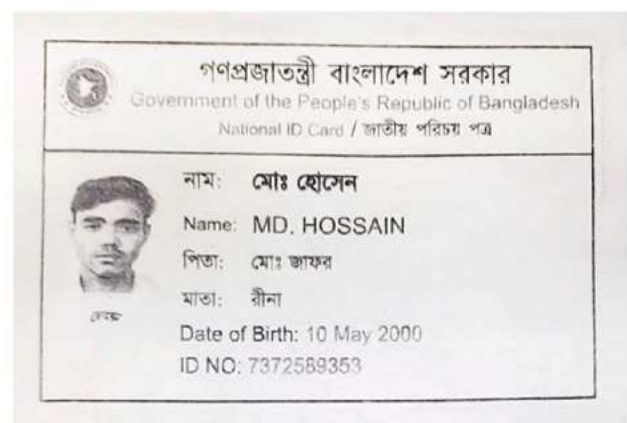 গণপ্রজাতন্ত্রী বাংলাদেশ সরকার
Government of the People's Republic of Bangladesh
National ID Card / জাতীয় পরিচয় পত্র
নাম: মোঃ হোসেন
Name: MD. HOSSAIN
পিতা: মোঃ জাফর
মাতা: রীনা
Date of Birth: 10 May 2000
ID NO: 7372589353